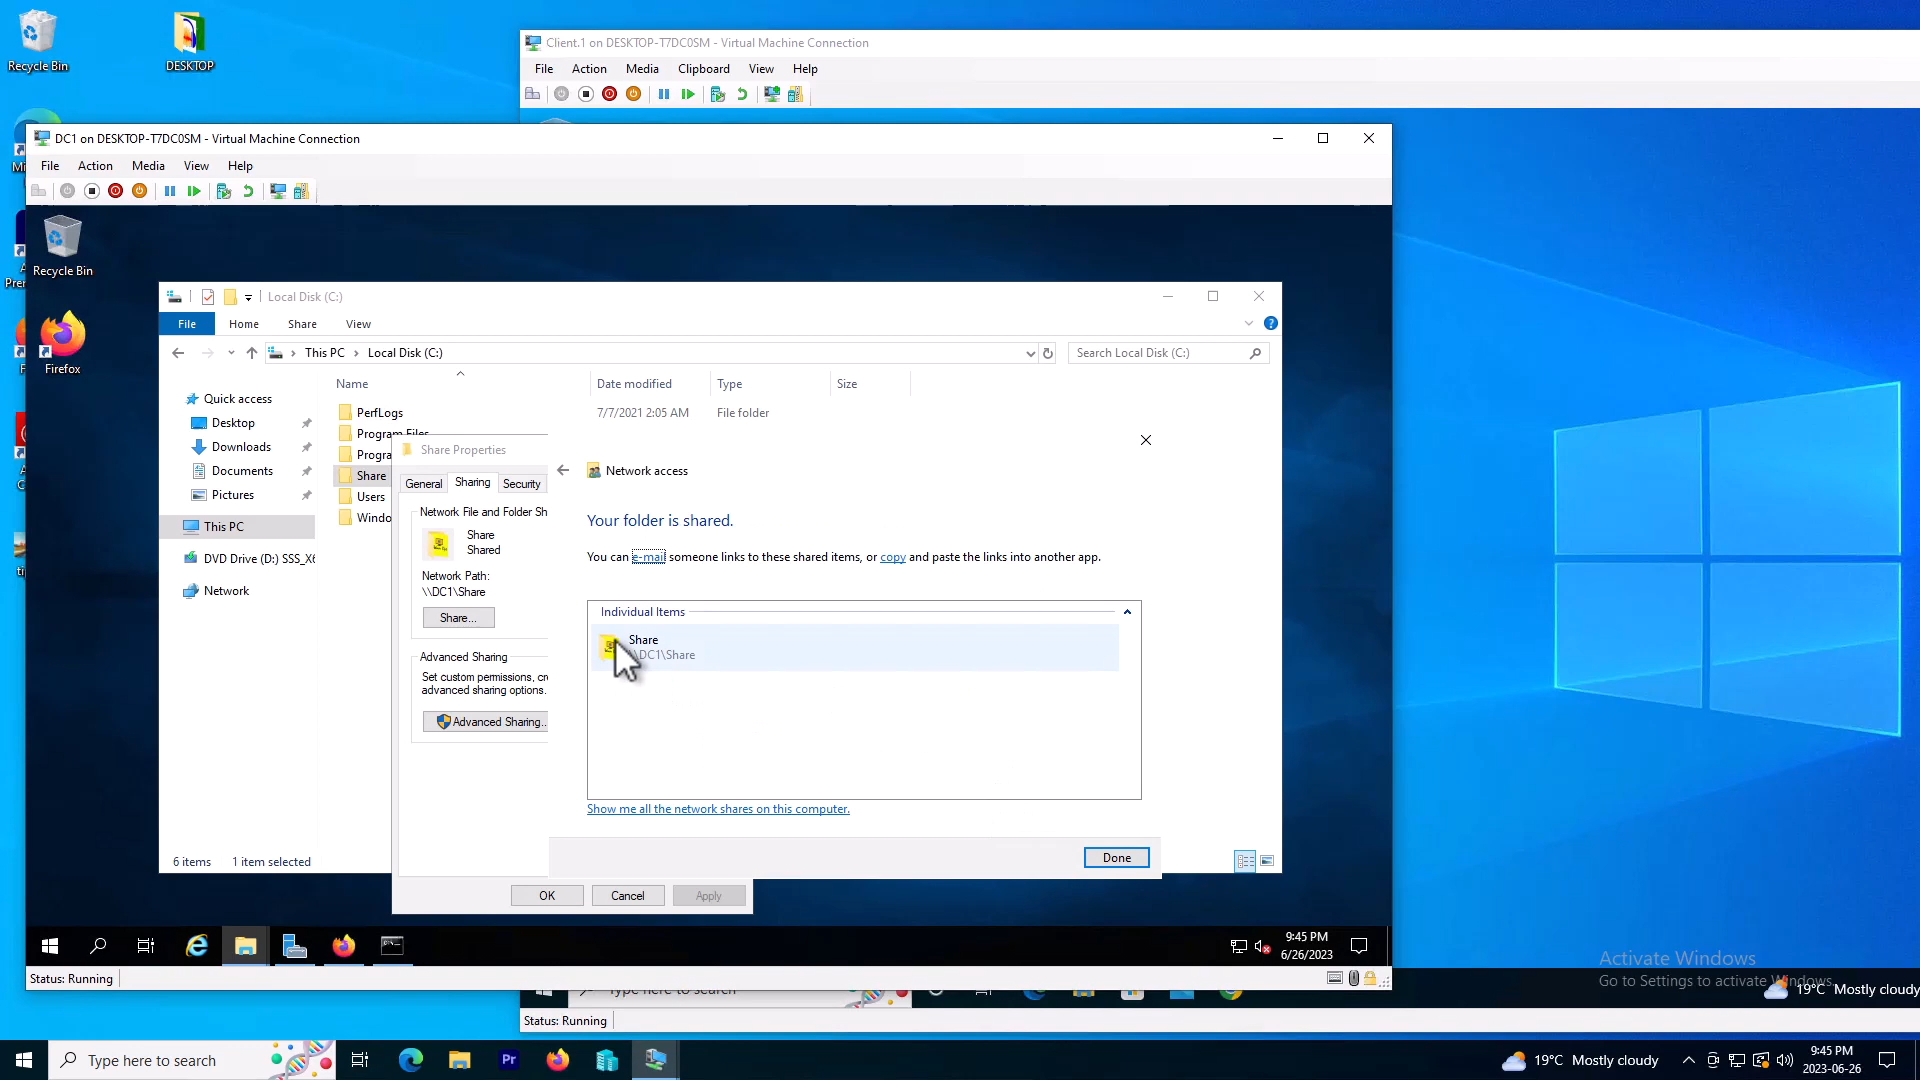 Recycle Bin
DESKTOP
Client.1 on DESKTOP-T7DC0SM - Virtual Machine Connection
File Action Media Clipboard View Help
DC1 on DESKTOP-T7DC0SM - Virtual Machine Connection
File Action Media View Help
Recycle Bin
Firefox
Local Disk (C:)
File Home Share View
This PC > Local Disk (C:)
Search Local Disk (C:)
Name Date modified Type Size
Quick access
Desktop
Downloads
Documents
Pictures
This PC
DVD Drive (D:) SSS_X6
Network
PerfLogs 7/7/2021 2:05 AM File folder
Program Files
Progra
Share
Users
Windo
6 items 1 item selected
Share Properties
General Sharing Security
Network File and Folder Sh
Share
Shared
Network Path:
\\DC1\Share
Share...
Advanced Sharing
Set custom permissions, cre
advanced sharing options.
Advanced Sharing...
OK Cancel Apply
Network access
Your folder is shared.
You can e-mail someone links to these shared items, or copy and paste the links into another app.
Individual Items
Share
\\DC1\Share
Show me all the network shares on this computer.
Done
9:45 PM
6/26/2023
Status: Running
Type here to search
Activate Windows
Go to Settings to activate Windows.
19°C Mostly cloudy
Status: Running
Type here to search
Pr
19°C Mostly cloudy
9:45 PM
2023-06-26